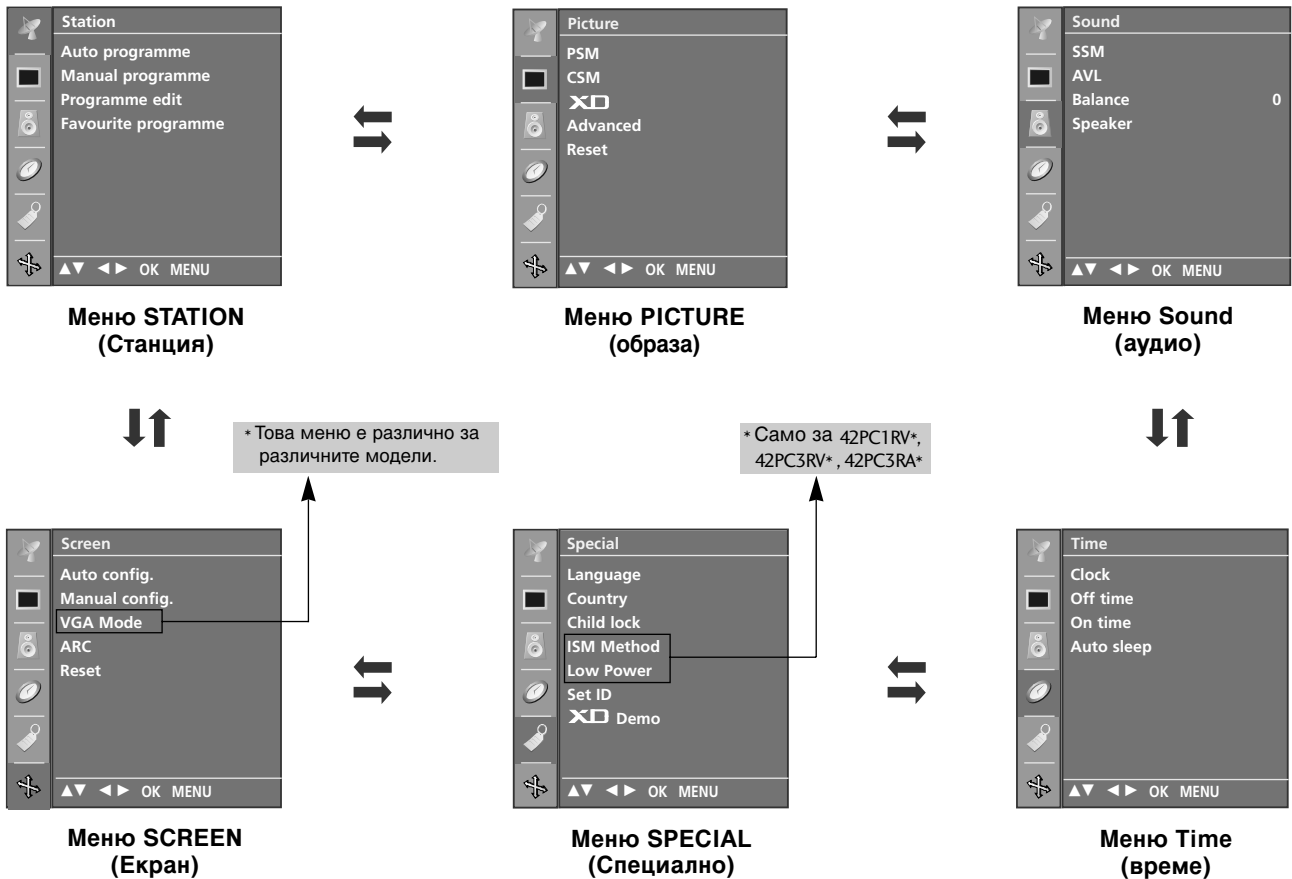 Station
Auto programme
Manual programme
Programme edit
Favourite programme
▲▼ ◄► OK MENU
Меню STATION
(Станция)
Picture
PSM
CSM
XD
Advanced
Reset
▲▼ ◄► OK MENU
Меню PICTURE
(образа)
Sound
SSM
AVL
Balance 0
Speaker
▲▼ ◄► OK MENU
Меню Sound
(аудио)
* Това меню е различно за
различните модели.
* Само за 42PC1RV*,
42PC3RV* , 42PC3RA*
Screen
Auto config.
Manual config.
VGA Mode
ARC
Reset
▲▼ ◄► OK MENU
Меню SCREEN
(Екран)
Special
Language
Country
Child lock
ISM Method
Low Power
Set ID
XD Demo
▲▼ ◄► OK MENU
Меню SPECIAL
(Специално)
Time
Clock
Off time
On time
Auto sleep
▲▼ ◄► OK MENU
Меню Time
(време)